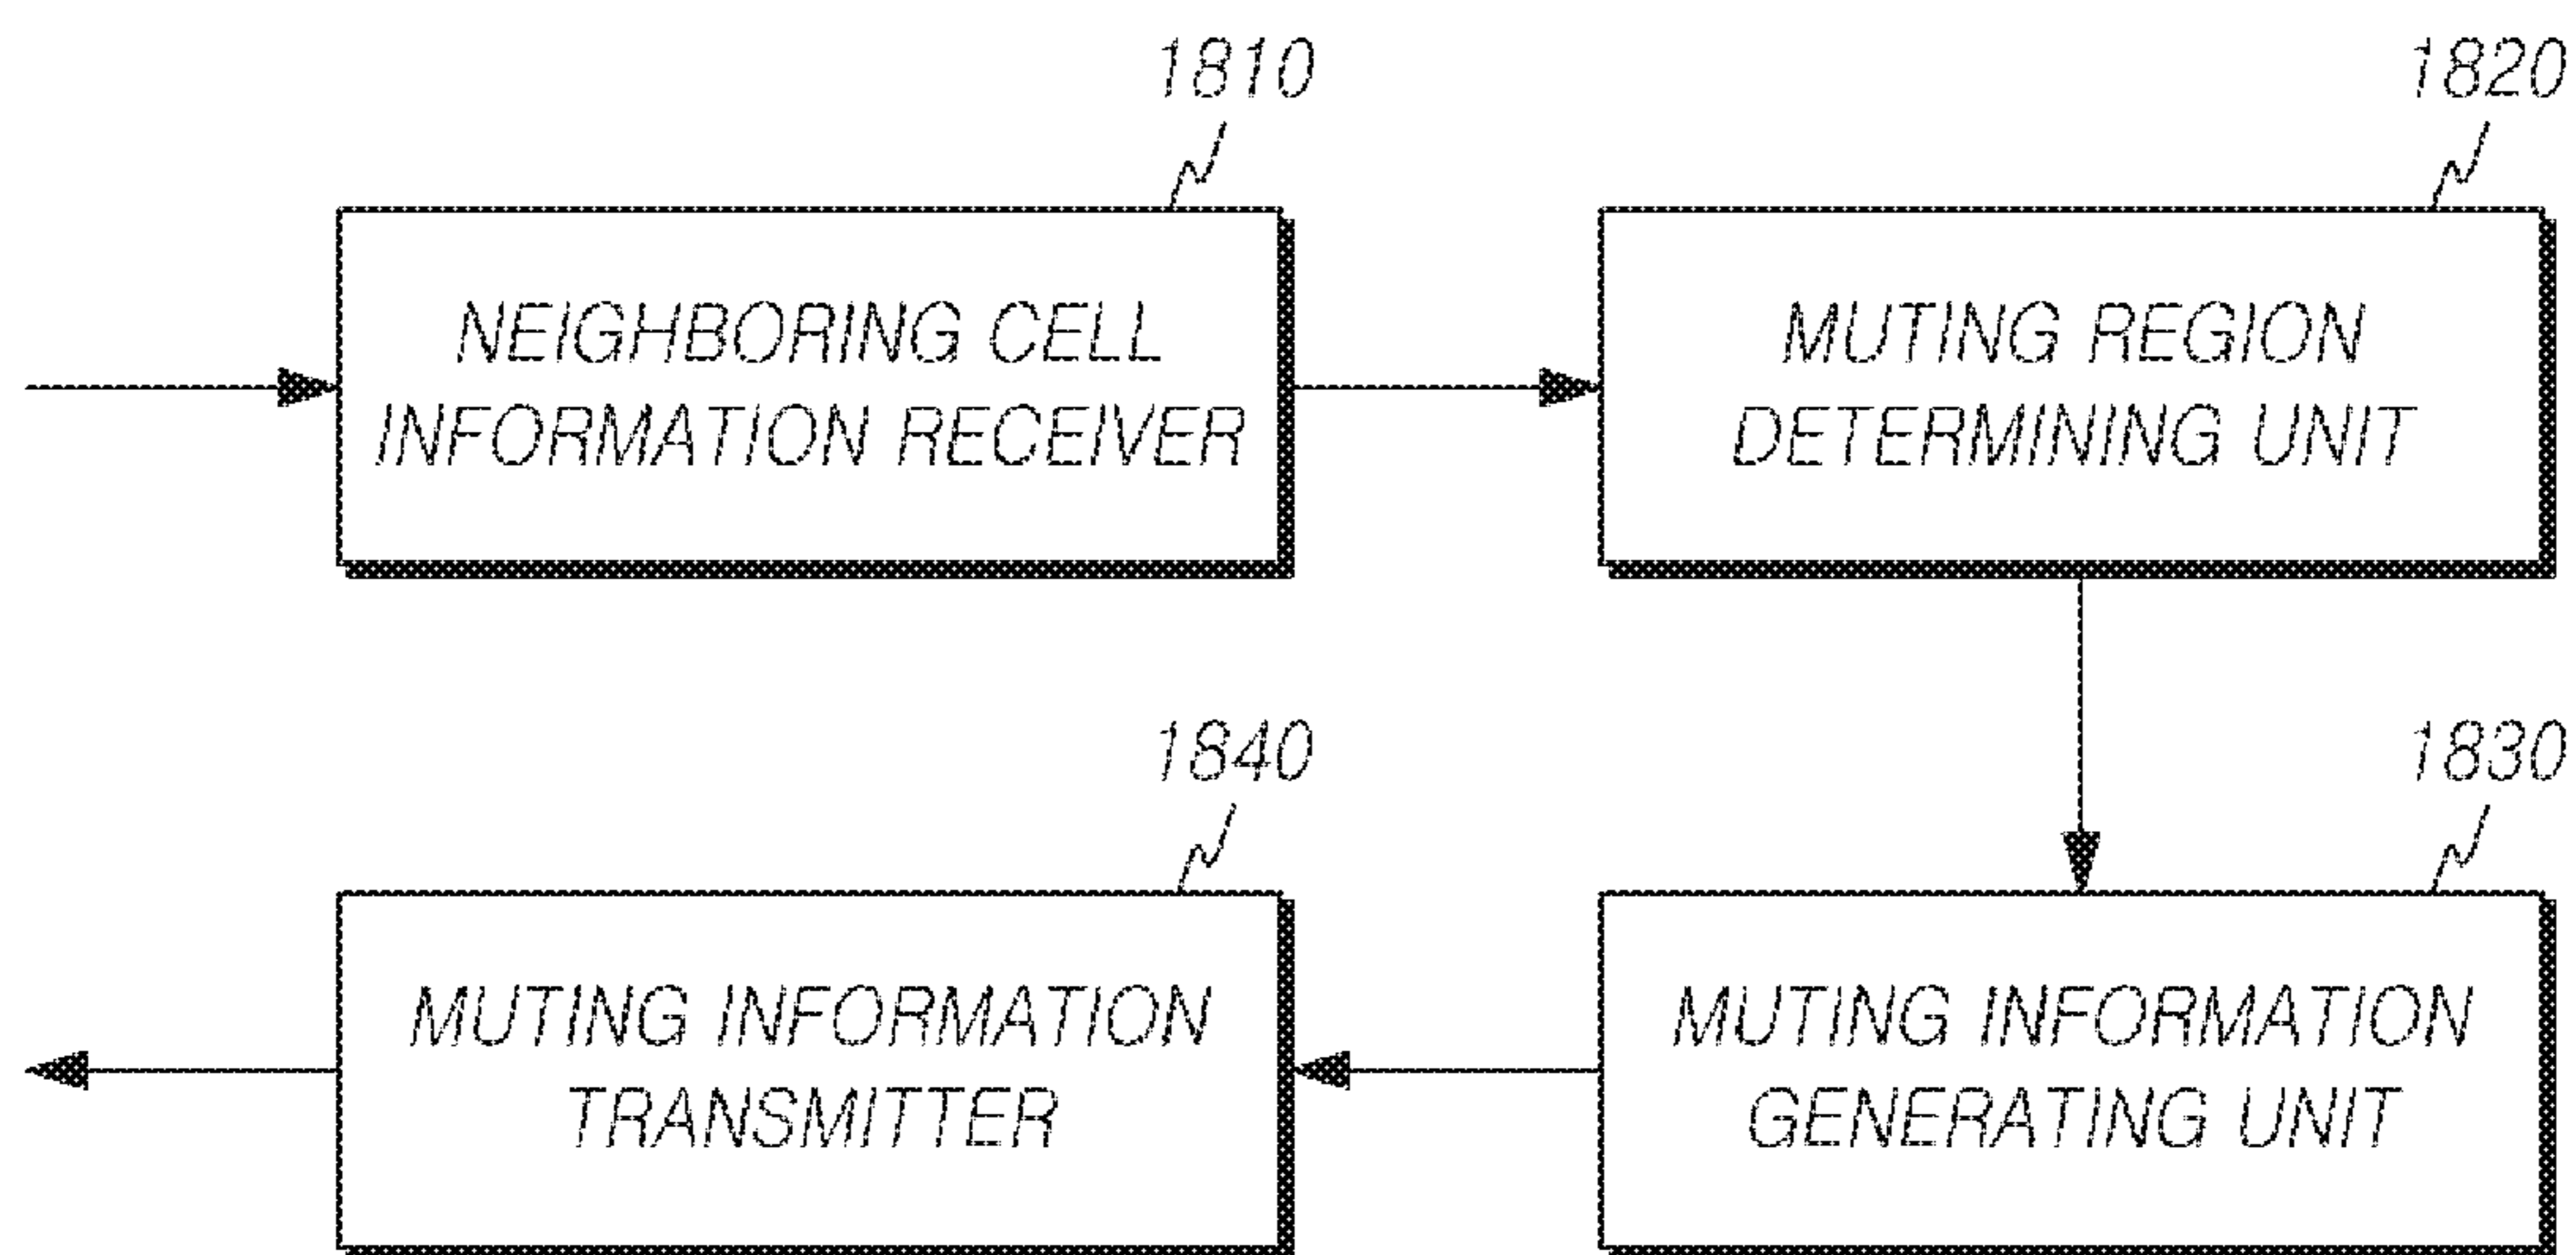 1810
1820
NEIGHBORING CELL
INFORMATION RECEIVER
MUTING REGION
DETERMINING UNIT
1840
1830
MUTING INFORMATION
TRANSMITTER
MUTING INFORMATION
GENERATING UNIT